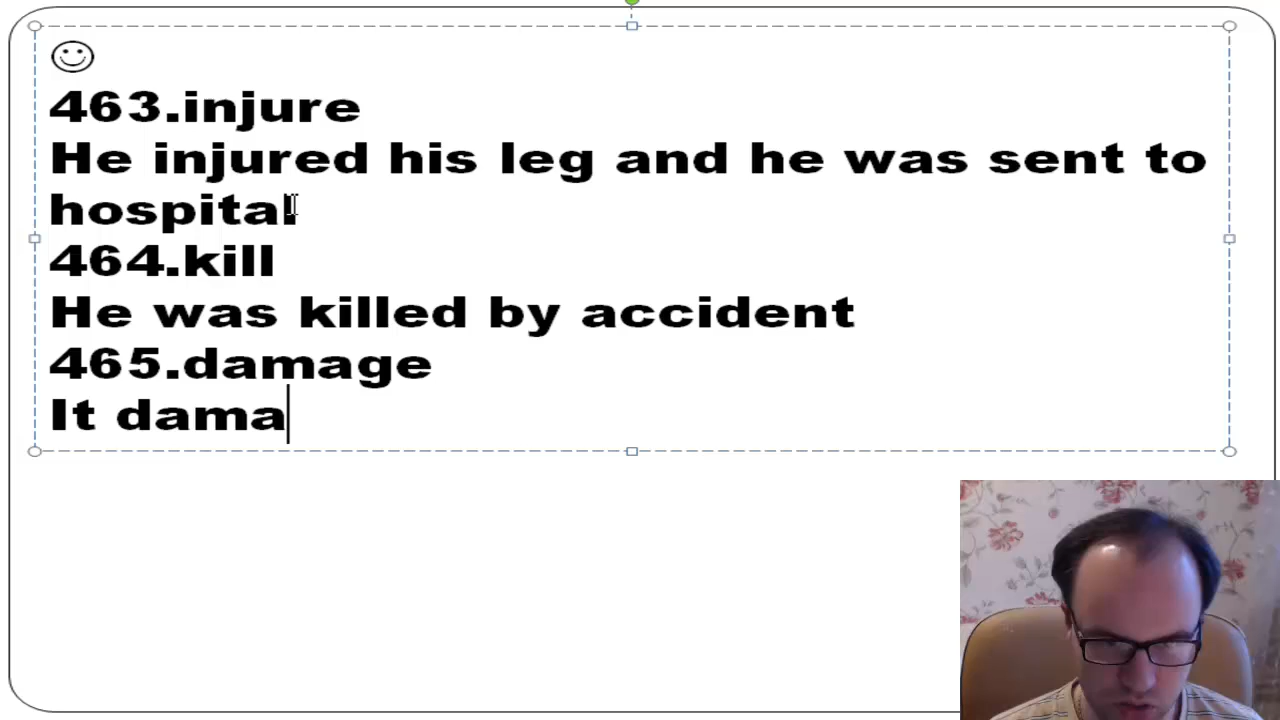 463.injure
He injured his leg and he was sent to
hospital
464.kill
He was killed by accident
465.damage
It dama